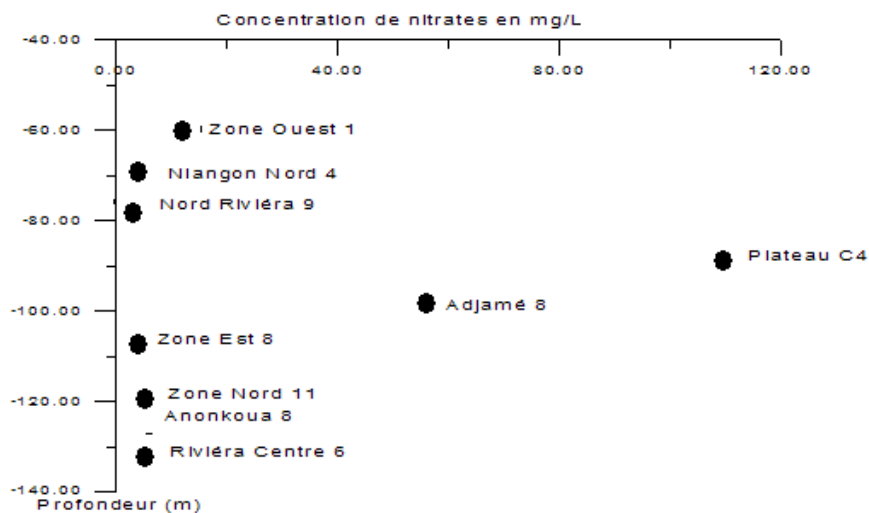 Concentration de nitrates en mg/L
-40.00
0.00 40.00 80.00 120.00
-60.00
Zone Ouest 1
Niangon Nord 4
Nord Riviéra 9
-80.00
Plateau C4
-100.00
Adjamé 8
Zone Est 8
-120.00
Zone Nord 11
Anonkoua 8
Riviéra Centre 6
-140.00
Profondeur (m)